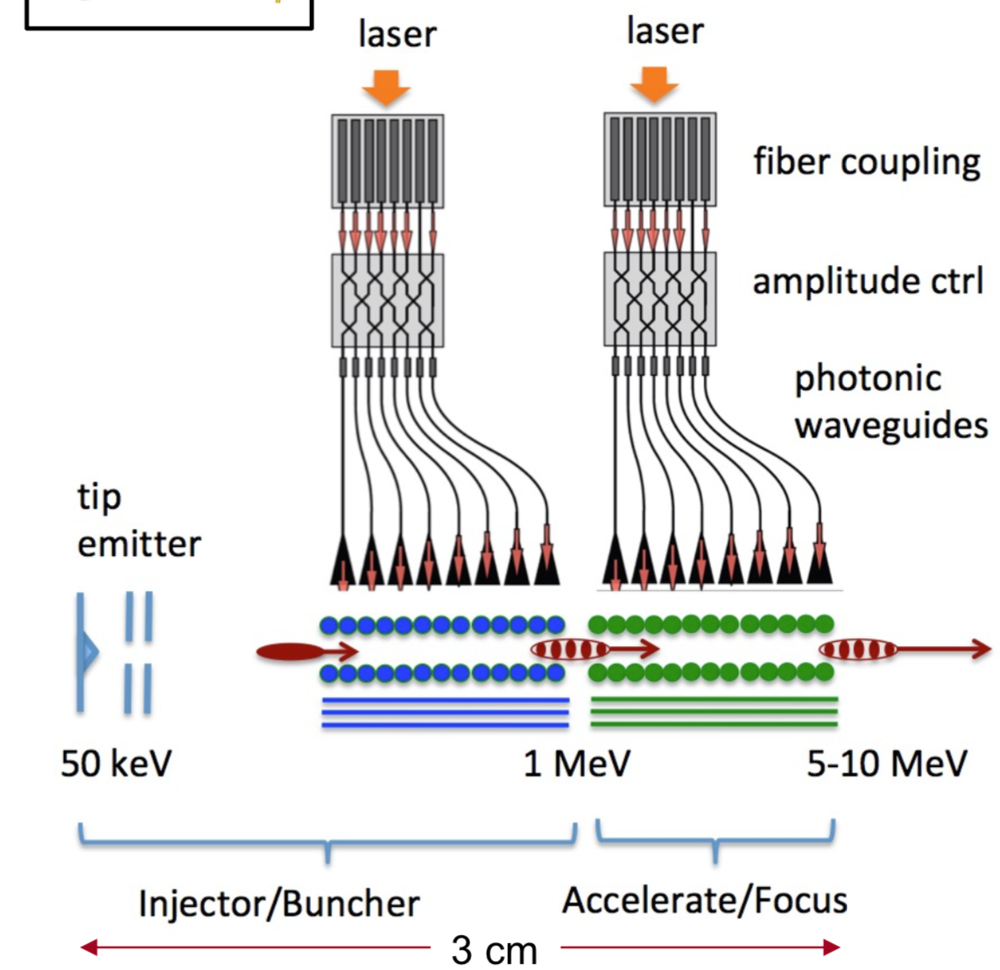 laser
laser
fiber coupling
amplitude ctrl
photonic
waveguides
tip
emitter
50 keV
1 MeV
5-10 MeV
Injector/Buncher
Accelerate/Focus
3 cm